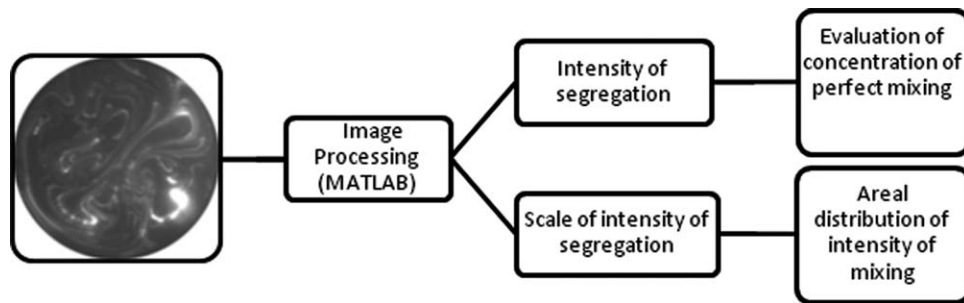 Image
Processing
(MATLAB)
Intensity of
segregation
Evaluation of
concentration of
perfect mixing
Scale of intensity of
segregation
Areal
distribution of
intensity of
mixing